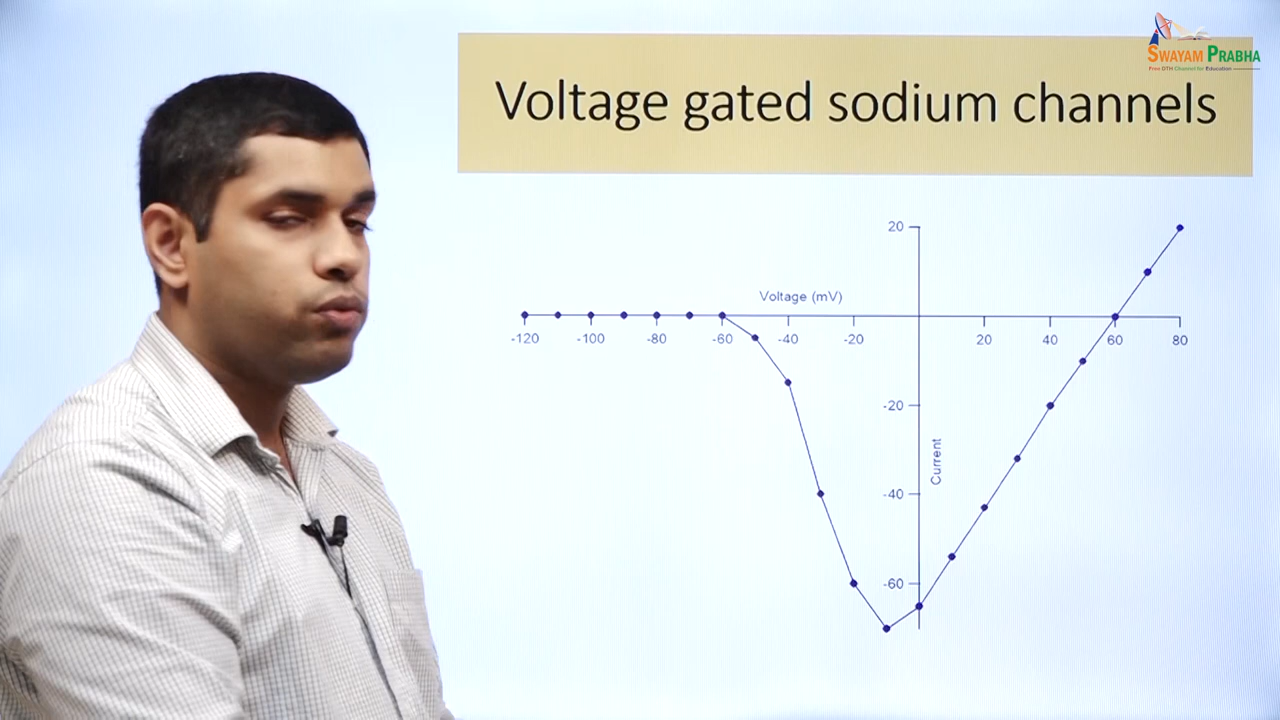 SWAYAM PRABHA
Free DTH Channel for Education
Voltage gated sodium channels
20
Voltage (mV)
-120 -100 -80 -60 -40 -20 20 40 60 80
-20
Current
-40
-60